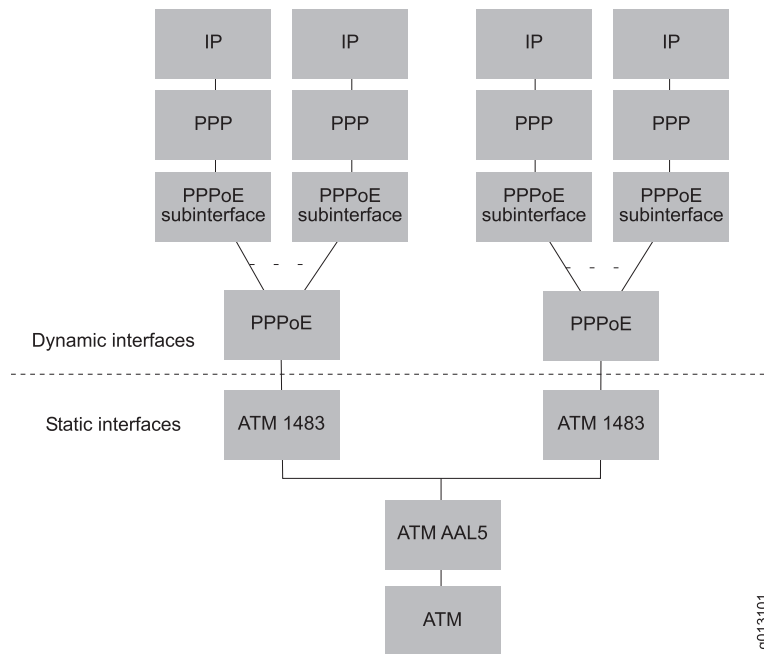 IP
IP
IP
IP
PPP
PPP
PPP
PPP
PPPoE
subinterface
PPPoE
subinterface
PPPoE
subinterface
PPPoE
subinterface
PPPoE
PPPoE
Dynamic interfaces
Static interfaces
ATM 1483
ATM 1483
ATM AAL5
ATM
g013101